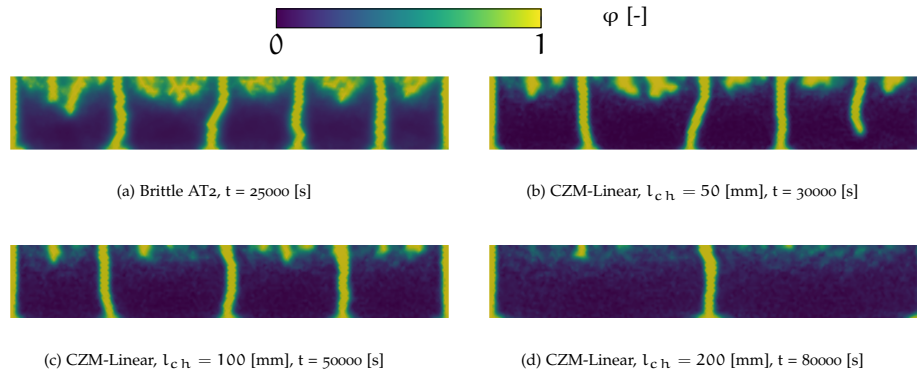 φ [-]
0 1
(a) Brittle AT2, t = 25000 [s]
(b) CZM-Linear, l_ch = 50 [mm], t = 30000 [s]
(c) CZM-Linear, l_ch = 100 [mm], t = 50000 [s]
(d) CZM-Linear, l_ch = 200 [mm], t = 80000 [s]